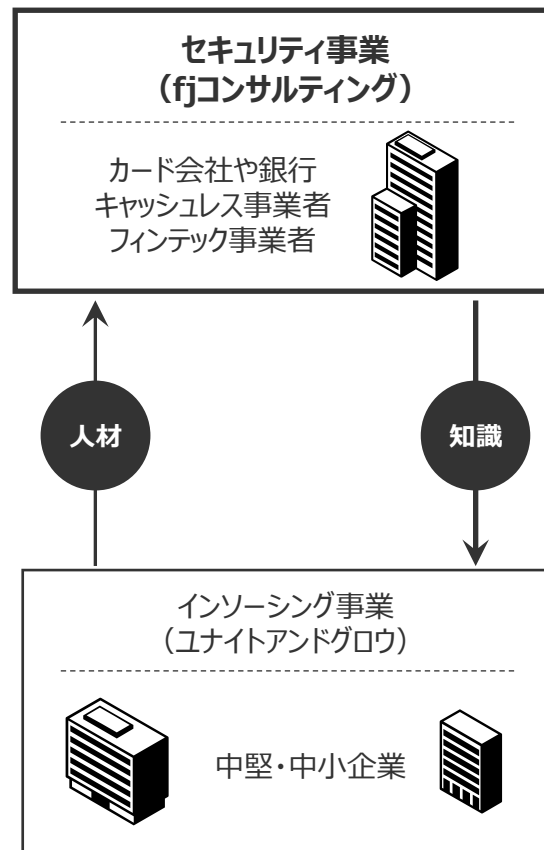 セキュリティ事業
（fjコンサルティング）
カード会社や銀行
キャッシュレス事業者
フィンテック事業者
人材
知識
インソーシング事業
（ユナイトアンドグロウ）
中堅・中小企業